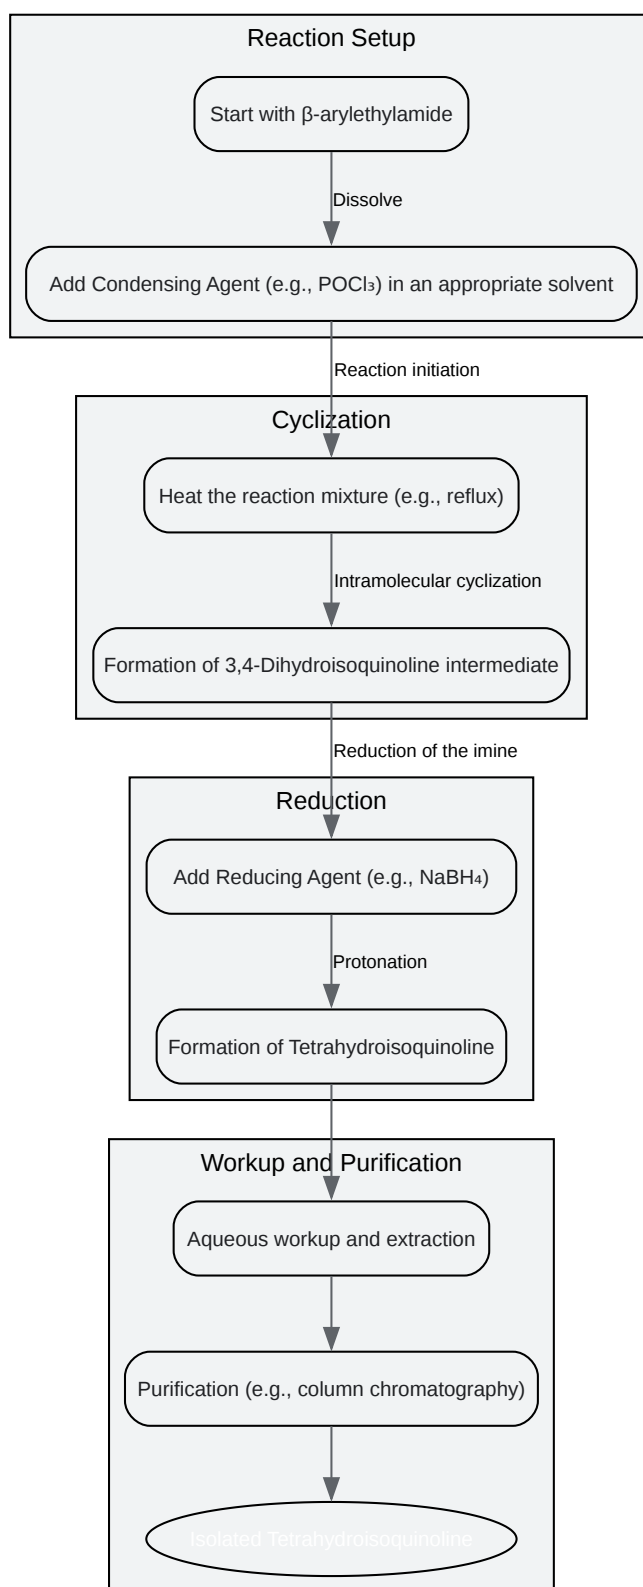 Reaction Setup
Start with β-arylethylamide
Dissolve
Add Condensing Agent (e.g., POCl₃) in an appropriate solvent
Reaction initiation
Cyclization
Heat the reaction mixture (e.g., reflux)
Intramolecular cyclization
Formation of 3,4-Dihydroisoquinoline intermediate
Reduction of the imine
Reduction
Add Reducing Agent (e.g., NaBH₄)
Protonation
Formation of Tetrahydroisoquinoline
Workup and Purification
Aqueous workup and extraction
Purification (e.g., column chromatography)
Isolated Tetrahydroisoquinoline